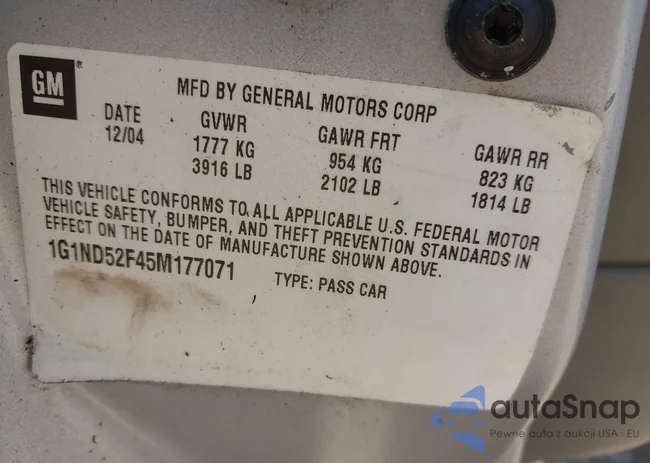 GM
MFD BY GENERAL MOTORS CORP
DATE GVWR GAWR FRT GAWR RR
12/04 1777 KG 954 KG 823 KG
3916 LB 2102 LB 1814 LB
THIS VEHICLE CONFORMS TO ALL APPLICABLE U.S. FEDERAL MOTOR
VEHICLE SAFETY, BUMPER, AND THEFT PREVENTION STANDARDS IN
EFFECT ON THE DATE OF MANUFACTURE SHOWN ABOVE.
1G1ND52F45M177071 TYPE: PASS CAR
autaSnap
Pewne auta z aukcji USA i EU